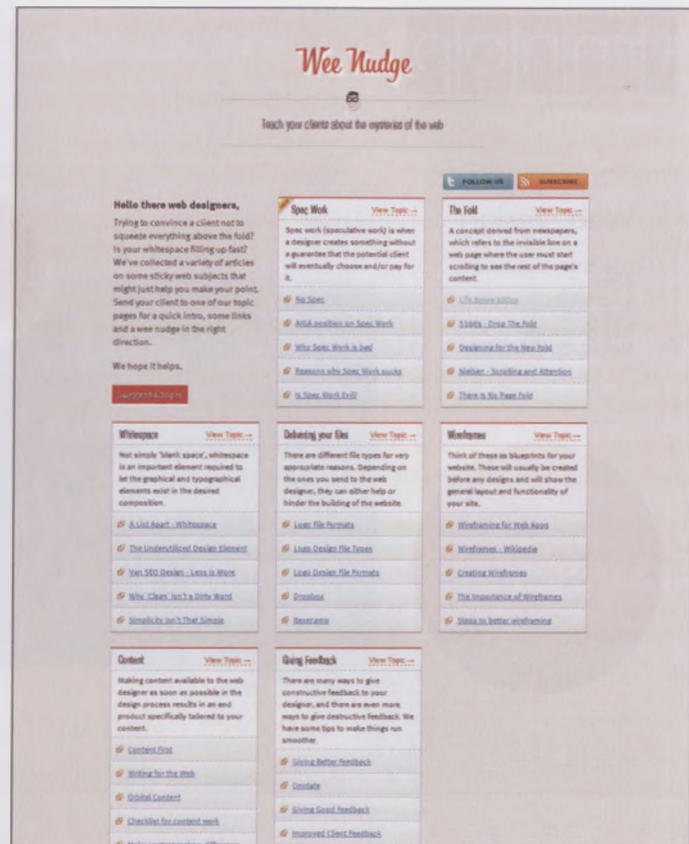 Wee Nudge
Teach your clients about the mysteries of the web
FOLLOW US
SUBSCRIBE
Hello there web designers,
Trying to convince a client not to
squeeze everything above the fold?
Is your whitespace filling up fast?
We've collected a variety of articles
on some sticky web subjects that
might just help you make your point.
Send your client to one of our topic
pages for a quick intro, some links
and a wee nudge in the right
direction.
We hope it helps.
Suggest a topic
Spec Work View Topic →
Spec work (speculative work) is when
a designer creates something without
a guarantee that the potential client
will eventually choose and/or pay for
it.
No Spec
AIGA position on Spec Work
Why Spec Work is bad
Reasons why Spec Work sucks
Is Spec Work Evil?
The Fold View Topic →
A concept derived from newspapers,
which refers to the invisible line on a
web page where the user must start
scrolling to see the rest of the page's
content.
Life Below 600px
Drop The Fold
Designing for the New Fold
Nielsen - Scrolling and Attention
There Is No Page Fold
Whitespace View Topic →
Not simply 'blank space', whitespace
is an important element required to
let the graphic and typographical
elements exist in the desired
composition.
A List Apart - Whitespace
The Underutilized Design Element
Van SEO Design - Less is More
Why 'Clean' Isn't a Dirty Word
Simplicity Isn't That Simple
Delivering your files View Topic →
There are different file types for very
appropriate reasons. Depending on
the ones you send to the web
designer, they can either help or
hinder the building of the website.
Logo File Formats
Logo Design File Types
Logo Design File Formats
Dropbox
Basecamp
Wireframes View Topic →
Think of these as blueprints for your
website. These will usually be created
before any designs and will show the
general layout and functionality of
your site.
Wireframing for Web Apps
Wireframes - Wikipedia
Creating Wireframes
The Importance of Wireframes
Steps to better wireframing
Content View Topic →
Making content available to the web
designer as soon as possible in the
design process results in an end
product specifically tailored to your
content.
Content First
Writing for the Web
Orbital Content
Checklist for content work
Giving Feedback View Topic →
There are many ways to give
constructive feedback to your
designer, and there are even more
ways to give destructive feedback. We
have some tips to make things run
smoother.
Giving Better Feedback
Giving Good Feedback
Improved Client Feedback